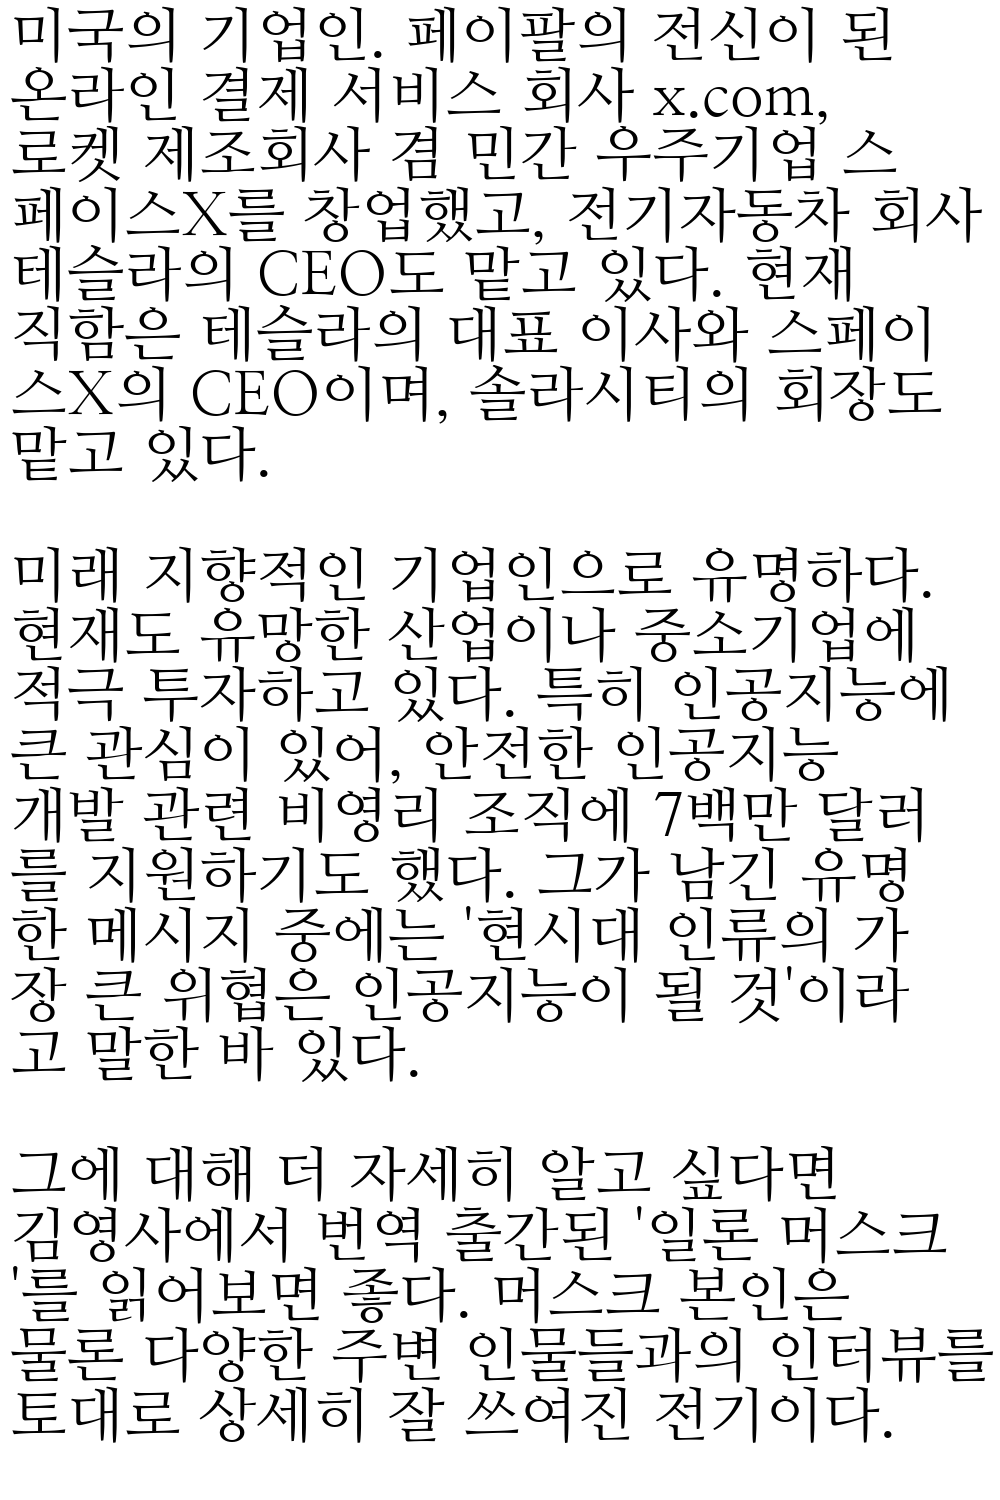 미국의 기업인. 페이팔의 전신이 된
온라인 결제 서비스 회사 x.com,
로켓 제조회사 겸 민간 우주기업 스
페이스X를 창업했고, 전기자동차 회사
테슬라의 CEO도 맡고 있다. 현재
직함은 테슬라의 대표 이사와 스페이
스X의 CEO이며, 솔라시티의 회장도
맡고 있다.

미래 지향적인 기업인으로 유명하다.
현재도 유망한 산업이나 중소기업에
적극 투자하고 있다. 특히 인공지능에
큰 관심이 있어, 안전한 인공지능
개발 관련 비영리 조직에 7백만 달러
를 지원하기도 했다. 그가 남긴 유명
한 메시지 중에는 '현시대 인류의 가
장 큰 위협은 인공지능이 될 것'이라
고 말한 바 있다.

그에 대해 더 자세히 알고 싶다면
김영사에서 번역 출간된 '일론 머스크
'를 읽어보면 좋다. 머스크 본인은
물론 다양한 주변 인물들과의 인터뷰를
토대로 상세히 잘 쓰여진 전기이다.